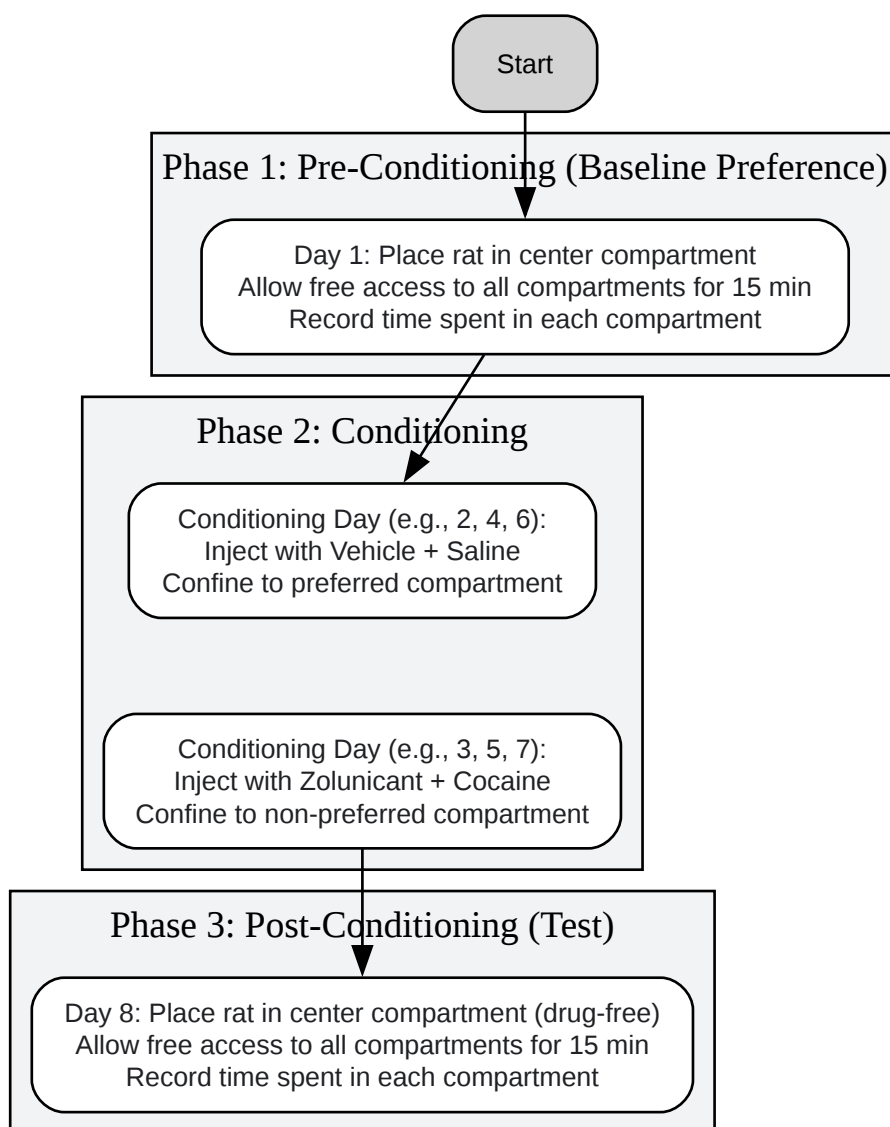 Start
Phase 1: Pre-Conditioning (Baseline Preference)
Day 1: Place rat in center compartment
Allow free access to all compartments for 15 min
Record time spent in each compartment
Phase 2: Conditioning
Conditioning Day (e.g., 2, 4, 6):
Inject with Vehicle + Saline
Confine to preferred compartment
Conditioning Day (e.g., 3, 5, 7):
Inject with Zolunicant + Cocaine
Confine to non-preferred compartment
Phase 3: Post-Conditioning (Test)
Day 8: Place rat in center compartment (drug-free)
Allow free access to all compartments for 15 min
Record time spent in each compartment